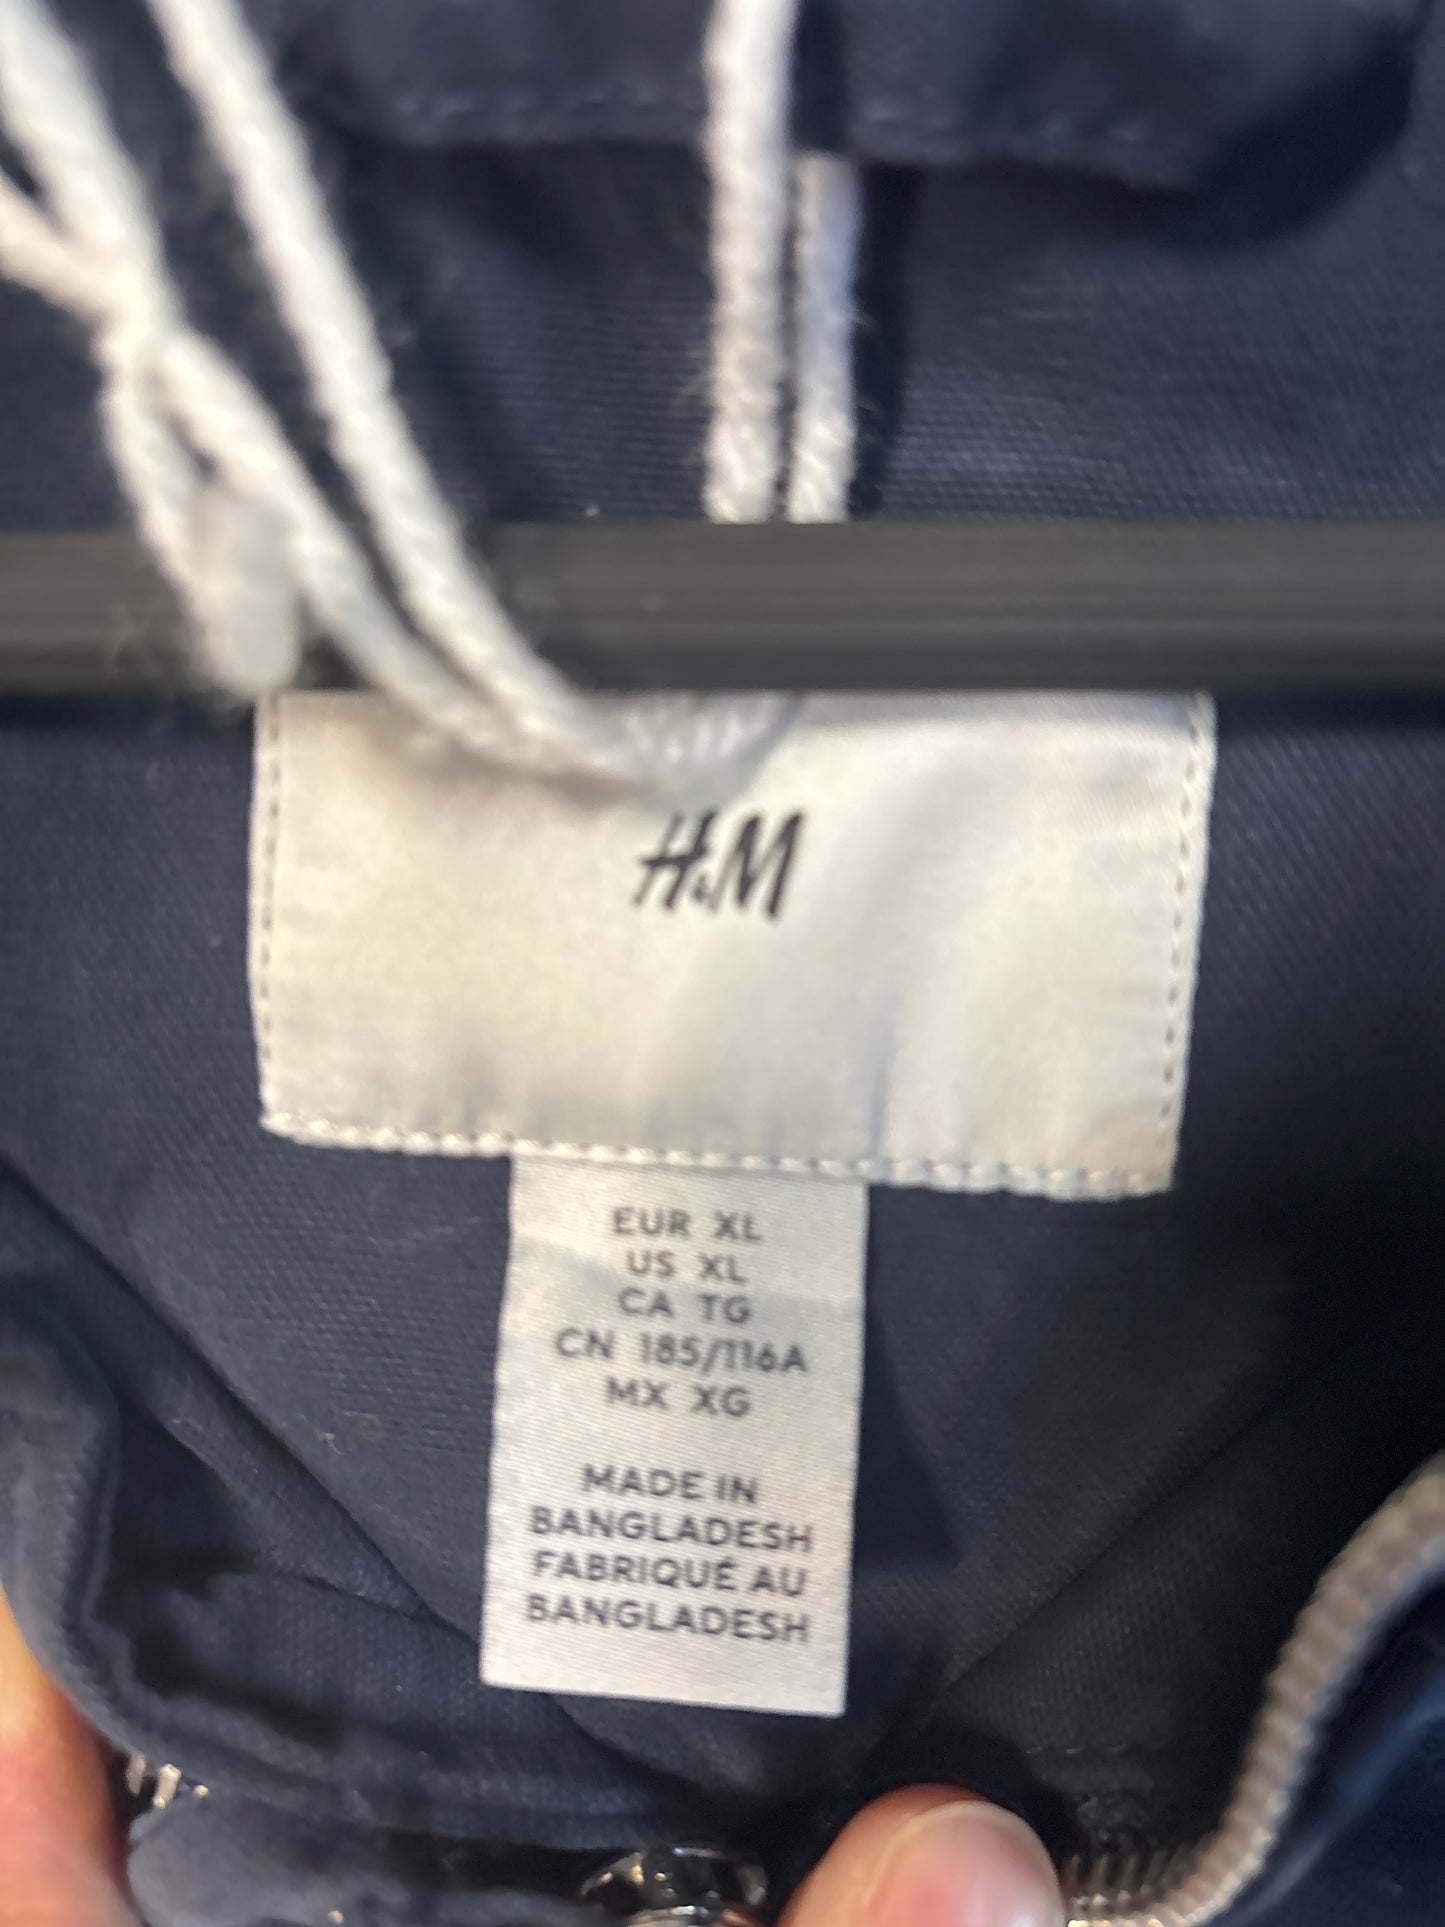 H&M
EUR XL
US XL
CA TG
CN 185/116A
MX XG
MADE IN
BANGLADESH
FABRIQUÉ AU
BANGLADESH